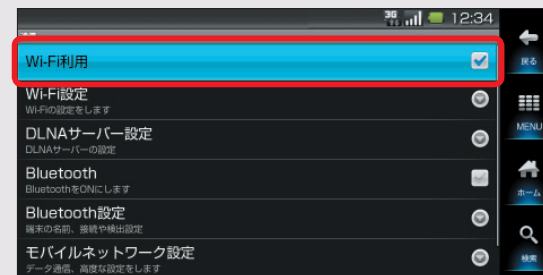 3G 12:34
Wi-Fi利用
戻る
Wi-Fi設定
Wi-Fiの設定をします
MENU
DLNAサーバー設定
DLNAサーバーの設定
Bluetooth
BluetoothをONにします
ホーム
Bluetooth設定
端末の名前、接続や検出設定
検索
モバイルネットワーク設定
データ通信、高度な設定をします